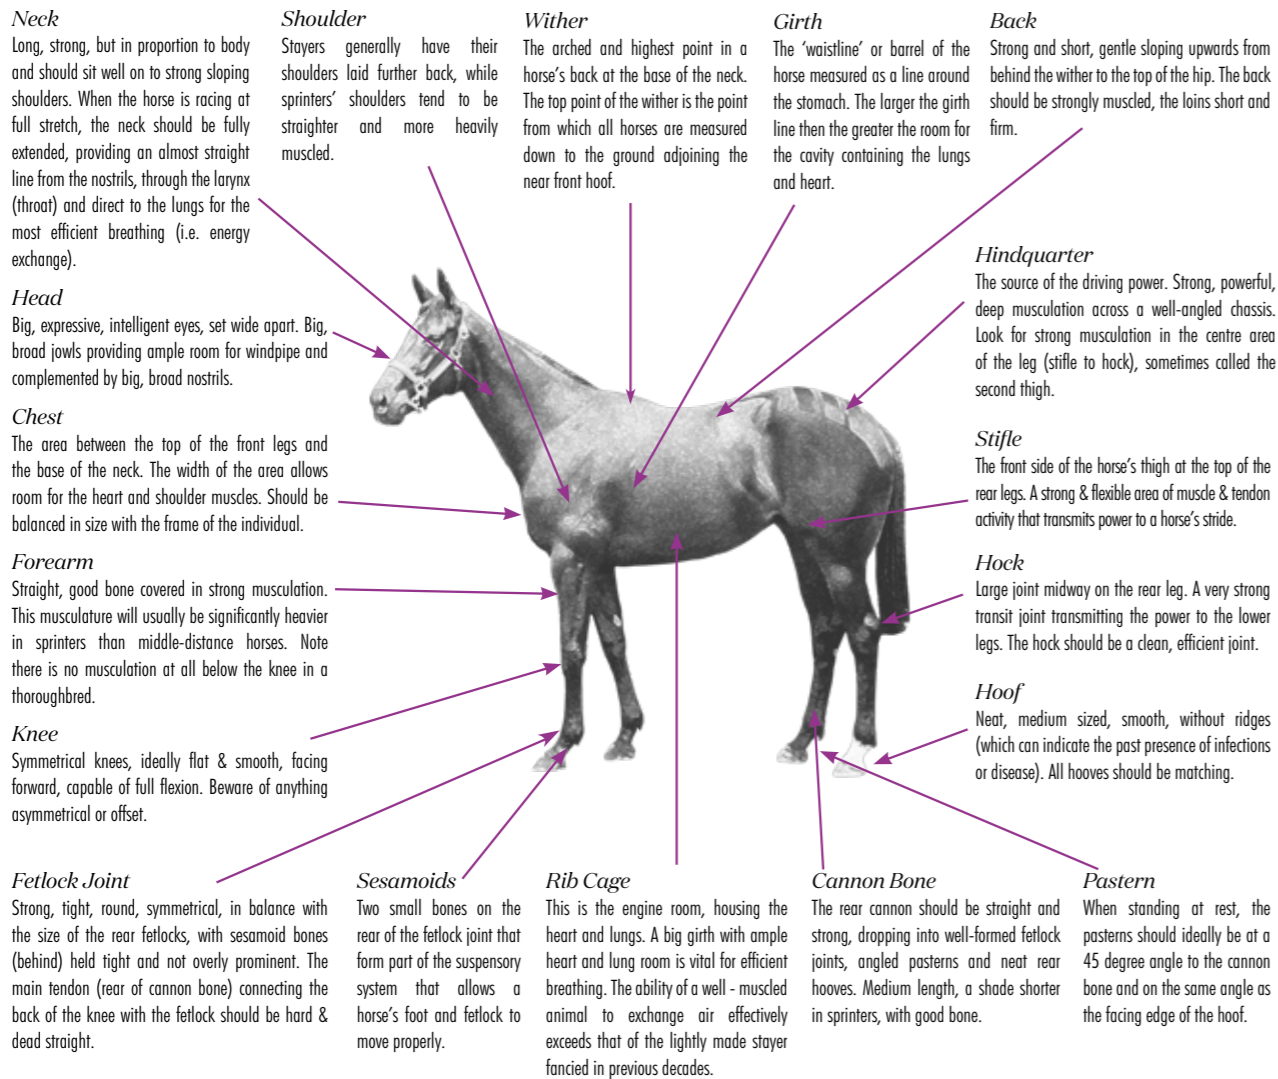 Neck
Long, strong, but in proportion to body
and should sit well on to strong sloping
shoulders. When the horse is racing at
full stretch, the neck should be fully
extended, providing an almost straight
line from the nostrils, through the larynx
(throat) and direct to the lungs for the
most efficient breathing (i.e. energy
exchange).
Shoulder
Stayers generally have their
shoulders laid further back, while
sprinters' shoulders tend to be
straighter and more heavily
muscled.
Wither
The arched and highest point in a
horse's back at the base of the neck.
The top point of the wither is the point
from which all horses are measured
down to the ground adjoining the
near front hoof.
Girth
The 'waistline' or barrel of the
horse measured as a line around
the stomach. The larger the girth
line then the greater the room for
the cavity containing the lungs
and heart.
Back
Strong and short, gentle sloping upwards from
behind the wither to the top of the hip. The back
should be strongly muscled, the loins short and
firm.
Head
Big, expressive, intelligent eyes, set wide apart. Big,
broad jowls providing ample room for windpipe and
complemented by big, broad nostrils.
Chest
The area between the top of the front legs and
the base of the neck. The width of the area allows
room for the heart and shoulder muscles. Should be
balanced in size with the frame of the individual.
Forearm
Straight, good bone covered in strong musculation.
This musculature will usually be significantly heavier
in sprinters than middle-distance horses. Note
there is no musculation at all below the knee in a
thoroughbred.
Knee
Symmetrical knees, ideally flat & smooth, facing
forward, capable of full flexion. Beware of anything
asymmetrical or offset.
Hindquarter
The source of the driving power. Strong, powerful,
deep musculation across a well-angled chassis.
Look for strong musculation in the centre area
of the leg (stifle to hock), sometimes called the
second thigh.
Stifle
The front side of the horse's thigh at the top of the
rear legs. A strong & flexible area of muscle & tendon
activity that transmits power to a horse's stride.
Hock
Large joint midway on the rear leg. A very strong
transit joint transmitting the power to the lower
legs. The hock should be a clean, efficient joint.
Hoof
Neat, medium sized, smooth, without ridges
(which can indicate the past presence of infections
or disease). All hooves should be matching.
Fetlock Joint
Strong, tight, round, symmetrical, in balance with
the size of the rear fetlocks, with sesamoid bones
(behind) held tight and not overly prominent. The
main tendon (rear of cannon bone) connecting the
back of the knee with the fetlock should be hard &
dead straight.
Sesamoids
Two small bones on the
rear of the fetlock joint that
form part of the suspensory
system that allows a
horse's foot and fetlock to
move properly.
Rib Cage
This is the engine room, housing the
heart and lungs. A big girth with ample
heart and lung room is vital for efficient
breathing. The ability of a well - muscled
animal to exchange air effectively
exceeds that of the lightly made stayer
fancied in previous decades.
Cannon Bone
The rear cannon should be straight and
strong, dropping into well-formed fetlock
joints, angled pasterns and neat rear
hooves. Medium length, a shade shorter
in sprinters, with good bone.
Pastern
When standing at rest, the
pasterns should ideally be at a
45 degree angle to the cannon
bone and on the same angle as
the facing edge of the hoof.